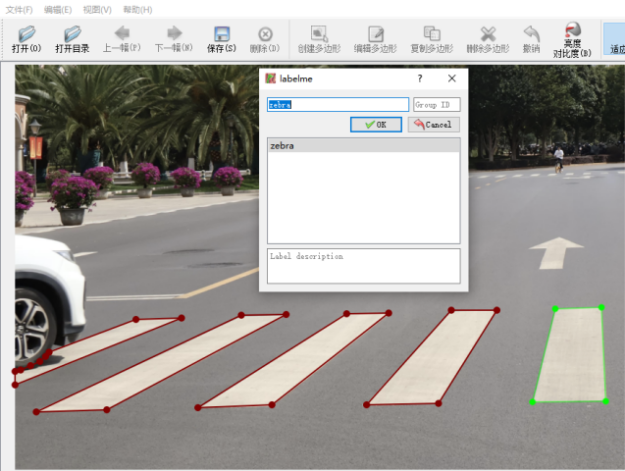 文件(F) 编辑(E) 视图(V) 帮助(H)
打开(O) 打开目录 上一幅(P) 下一幅(N) 保存(S) 删除(D) 创建多边形 编辑多边形 复制多边形 删除多边形 撤销 亮度对比度(B) 适应
labelme
zebra Group ID
OK Cancel
zebra
Label description